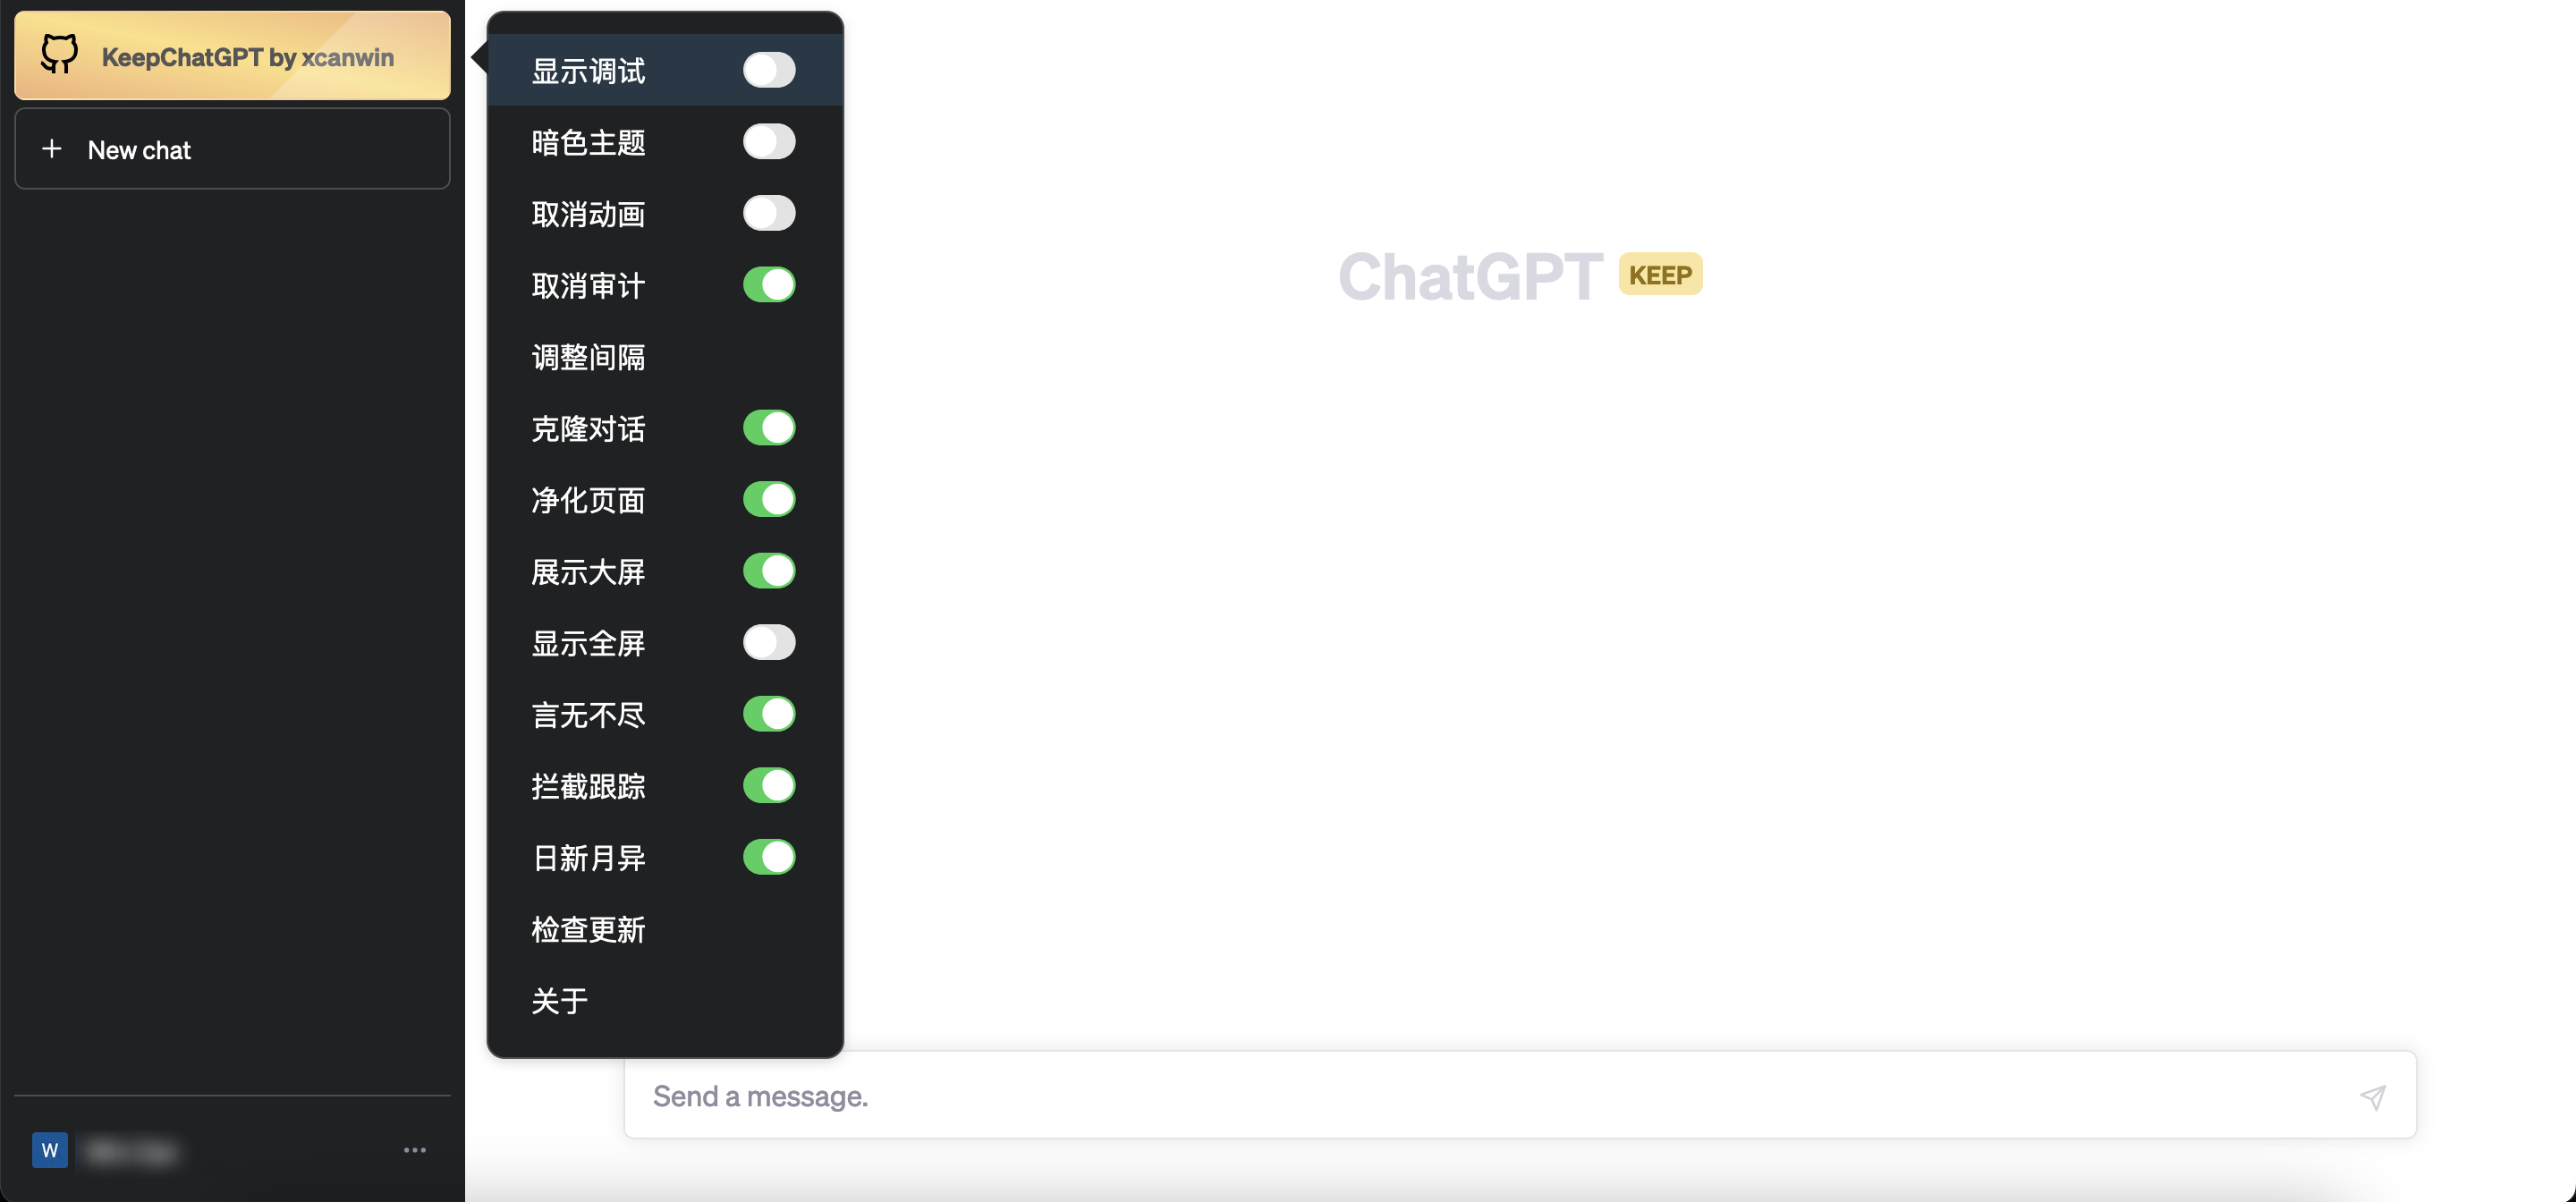 KeepChatGPT by xcanwin
New chat
显示调试
暗色主题
取消动画
取消审计
调整间隔
克隆对话
净化页面
展示大屏
显示全屏
言无不尽
拦截跟踪
日新月异
检查更新
关于
ChatGPT KEEP
Send a message.
W